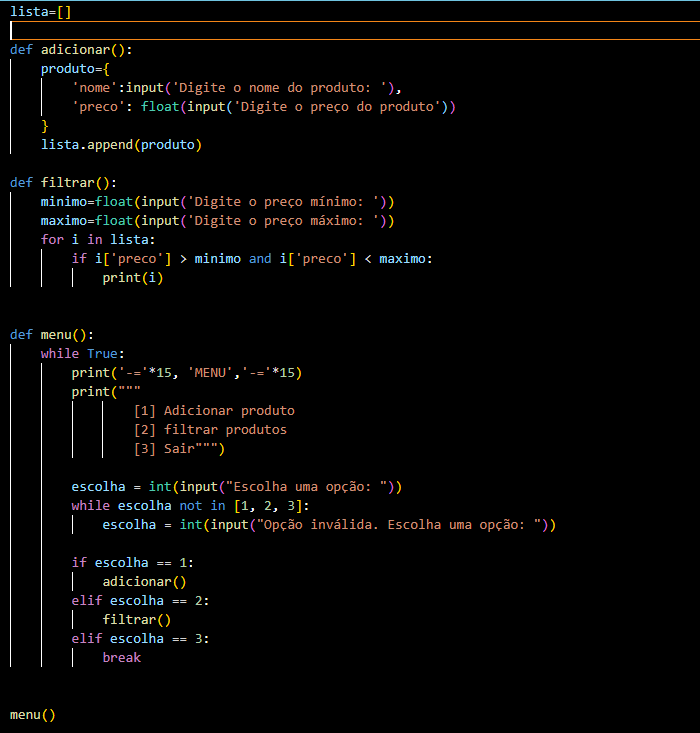 lista=[]
def adicionar():
produto={
'nome':input('Digite o nome do produto: '),
'preco': float(input('Digite o preço do produto'))
}
lista.append(produto)
def filtrar():
minimo=float(input('Digite o preço mínimo: '))
maximo=float(input('Digite o preço máximo: '))
for i in lista:
if i['preco'] > minimo and i['preco'] < maximo:
print(i)
def menu():
while True:
print('-='*15, 'MENU','-='*15)
print("""
[1] Adicionar produto
[2] filtrar produtos
[3] Sair""")
escolha = int(input("Escolha uma opção: "))
while escolha not in [1, 2, 3]:
escolha = int(input("Opção inválida. Escolha uma opção: "))
if escolha == 1:
adicionar()
elif escolha == 2:
filtrar()
elif escolha == 3:
break
menu()